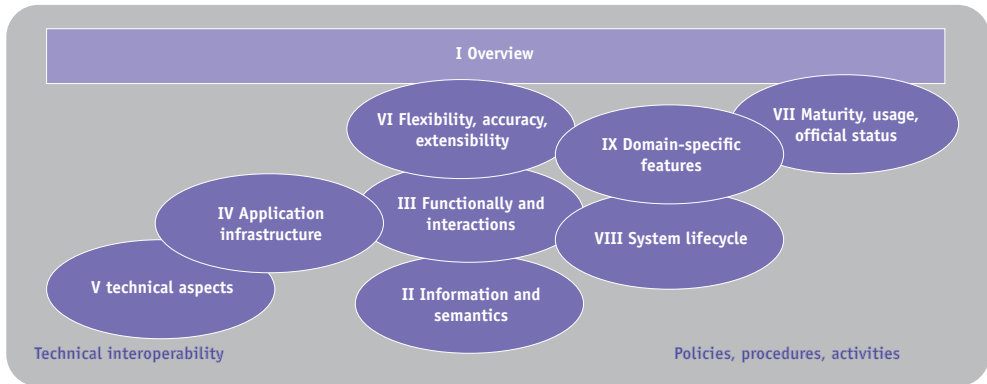 I Overview
VI Flexibility, accuracy,
extensibility
VII Maturity, usage,
official status
IX Domain-specific
features
IV Application
infrastructure
III Functionally and
interactions
VIII System lifecycle
V technical aspects
II Information and
semantics
Technical interoperability
Policies, procedures, activities